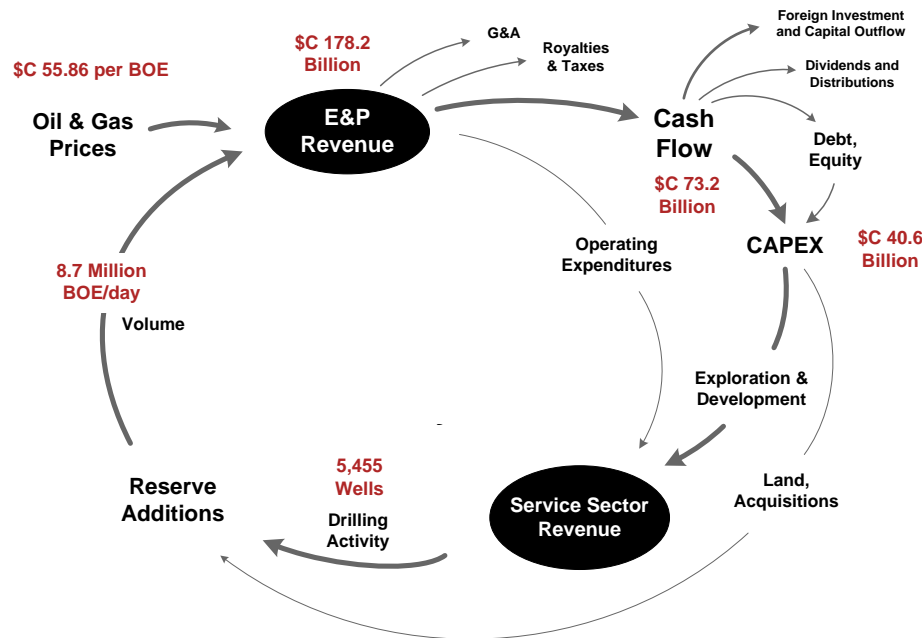 Foreign Investment
and Capital Outflow
G&A
$C 178.2
Billion
Royalties
& Taxes
$C 55.86 per BOE
Dividends and
Distributions
Oil & Gas
Prices
E&P
Revenue
Cash
Flow
Debt,
Equity
$C 73.2
Billion
CAPEX
$C 40.6
Billion
Operating
Expenditures
8.7 Million
BOE/day
Volume
Exploration &
Development
5,455
Wells
Reserve
Additions
Drilling
Activity
Service Sector
Revenue
Land,
Acquisitions